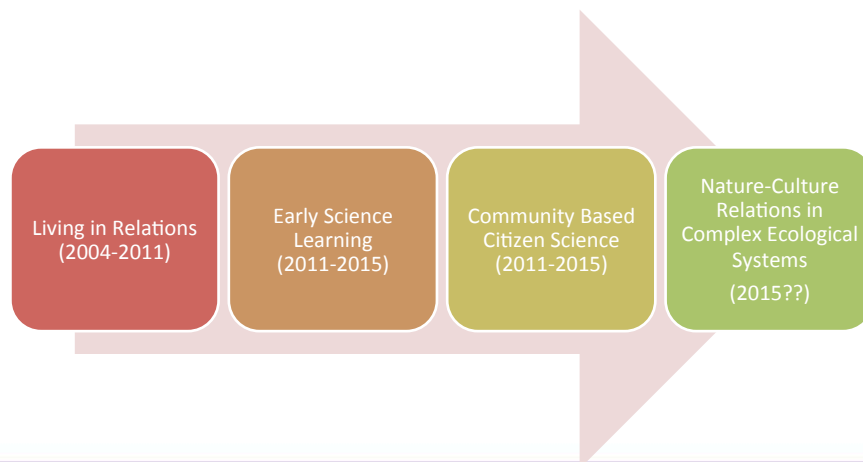 Living in Relations
(2004-2011)
Early Science
Learning
(2011-2015)
Community Based
Citizen Science
(2011-2015)
Nature-Culture
Relations in
Complex Ecological
Systems
(2015??)